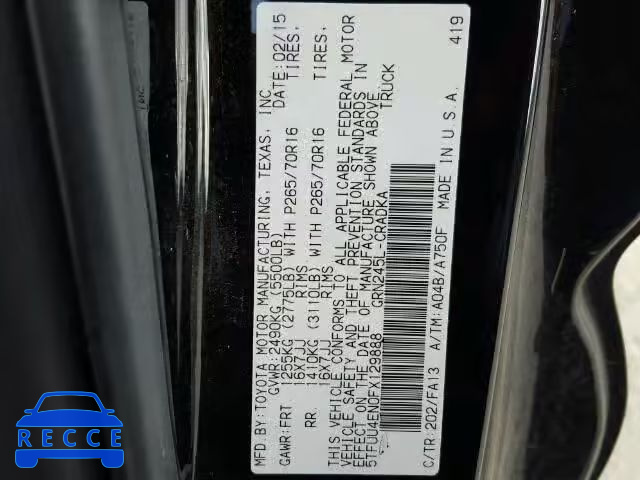 MFD. BY: TOYOTA MOTOR MANUFACTURING, TEXAS, INC.
GVWR: 2490KG (5500LB) DATE: 02/15
GAWR: FRT 1255KG (2775LB) WITH P265/70R16 TIRES,
16X7JJ RIMS
RR. 1410KG (3110LB) WITH P265/70R16 TIRES,
16X7JJ RIMS
THIS VEHICLE CONFORMS TO ALL APPLICABLE FEDERAL MOTOR
VEHICLE SAFETY AND THEFT PREVENTION STANDARDS IN
EFFECT ON THE DATE OF MANUFACTURE SHOWN ABOVE.
5TFUU4EN0FX129888 GRN245L-CRADKA TRUCK
C/TR: 202/FA13 A/TM: A04B/A750F MADE IN U.S.A. 419
RECCE